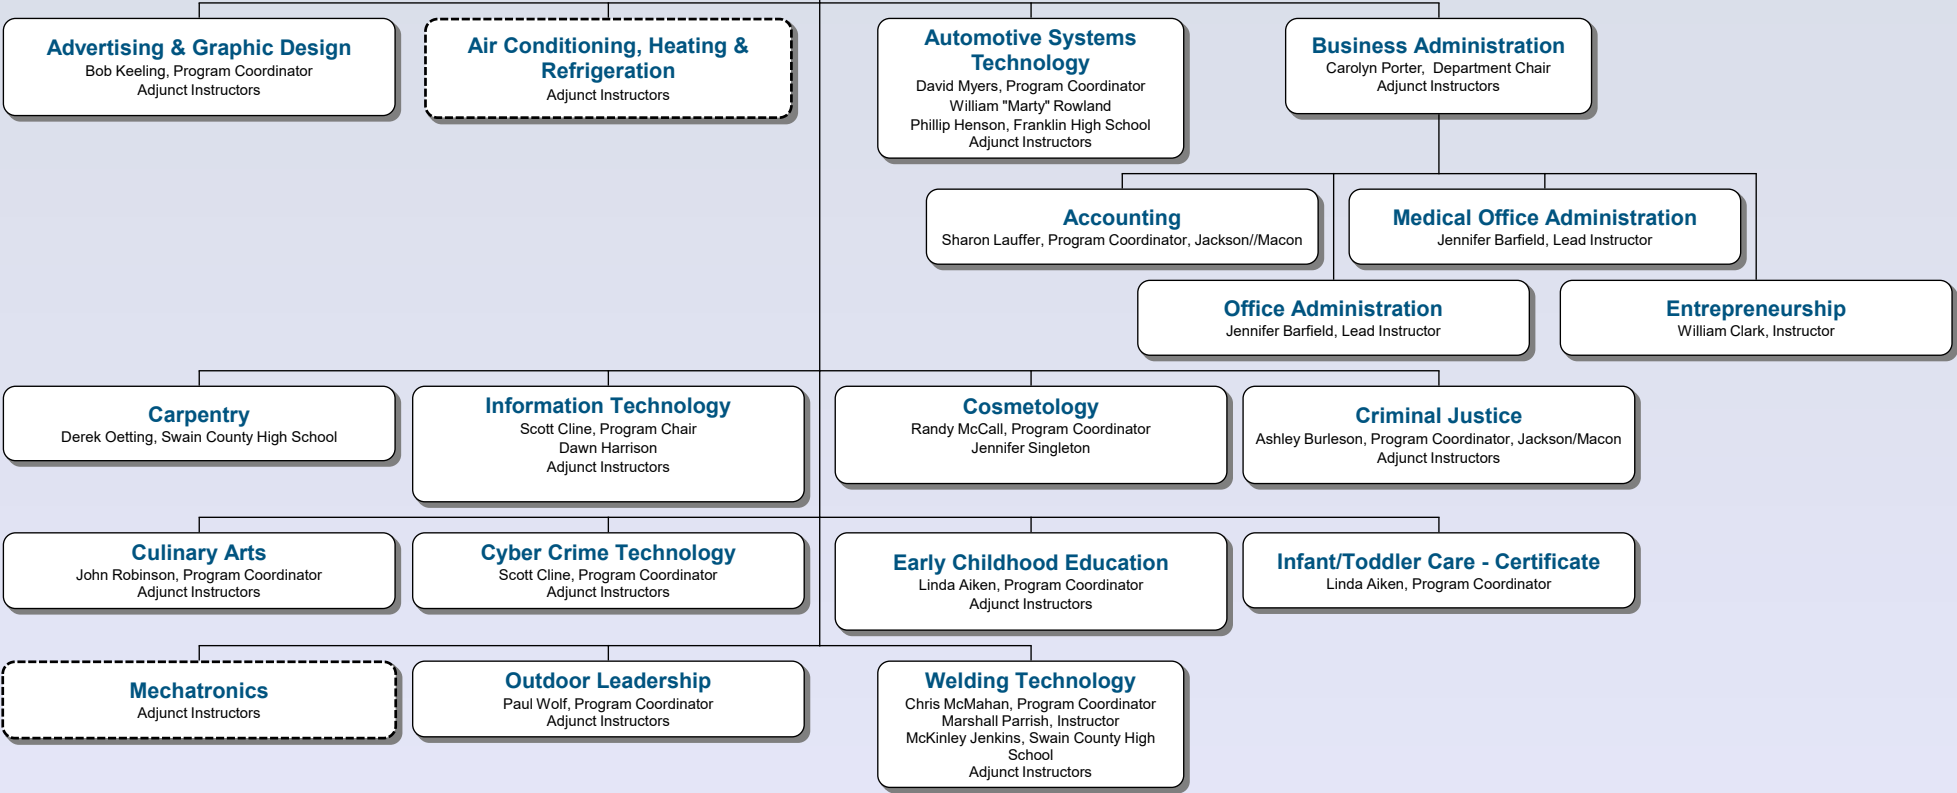 Advertising & Graphic Design
Bob Keeling, Program Coordinator
Adjunct Instructors
Air Conditioning, Heating &
Refrigeration
Adjunct Instructors
Automotive Systems
Technology
David Myers, Program Coordinator
William "Marty" Rowland
Phillip Henson, Franklin High School
Adjunct Instructors
Business Administration
Carolyn Porter,  Department Chair
Adjunct Instructors
Accounting
Sharon Lauffer, Program Coordinator, Jackson//Macon
Medical Office Administration
Jennifer Barfield, Lead Instructor
Office Administration
Jennifer Barfield, Lead Instructor
Entrepreneurship
William Clark, Instructor
Carpentry
Derek Oetting, Swain County High School
Information Technology
Scott Cline, Program Chair
Dawn Harrison
Adjunct Instructors
Cosmetology
Randy McCall, Program Coordinator
Jennifer Singleton
Criminal Justice
Ashley Burleson, Program Coordinator, Jackson/Macon
Adjunct Instructors
Culinary Arts
John Robinson, Program Coordinator
Adjunct Instructors
Cyber Crime Technology
Scott Cline, Program Coordinator
Adjunct Instructors
Early Childhood Education
Linda Aiken, Program Coordinator
Adjunct Instructors
Infant/Toddler Care - Certificate
Linda Aiken, Program Coordinator
Mechatronics
Adjunct Instructors
Outdoor Leadership
Paul Wolf, Program Coordinator
Adjunct Instructors
Welding Technology
Chris McMahan, Program Coordinator
Marshall Parrish, Instructor
McKinley Jenkins, Swain County High
School
Adjunct Instructors